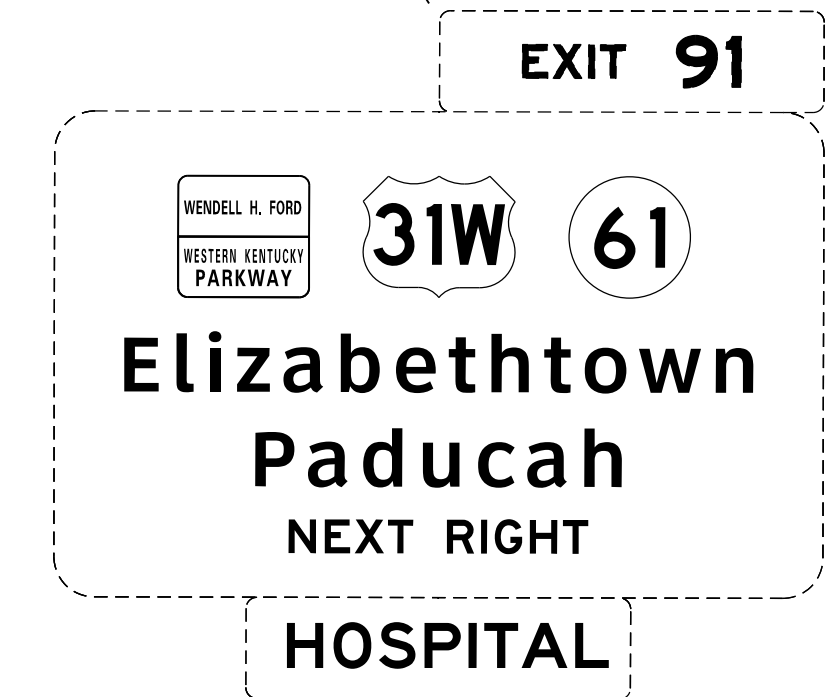 EXIT 91
WENDELL H. FORD
WESTERN KENTUCKY
PARKWAY
31W
61
Elizabethtown
Paducah
NEXT RIGHT
HOSPITAL